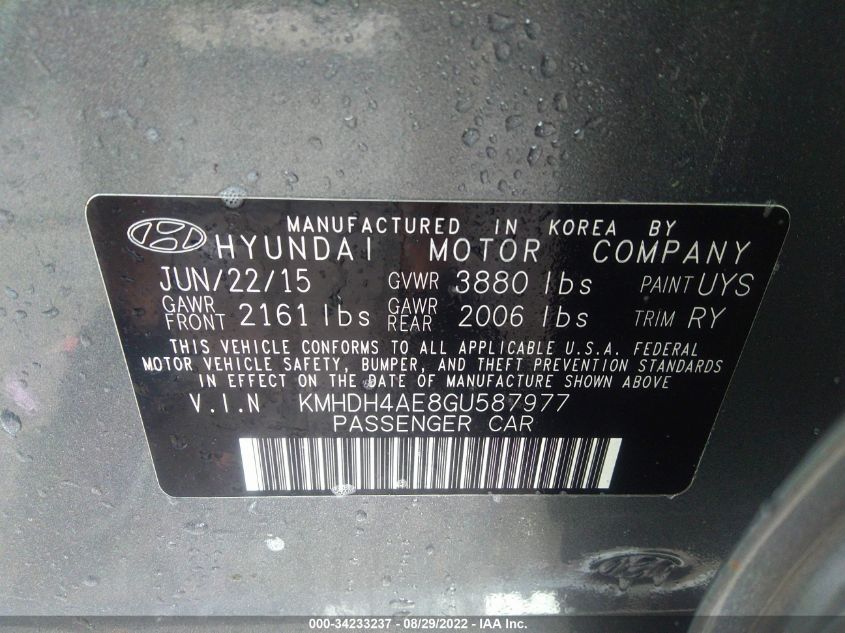 MANUFACTURED IN KOREA BY
HYUNDAI MOTOR COMPANY
JUN/22/15 GVWR 3880 lbs PAINT UYS
GAWR FRONT 2161 lbs GAWR REAR 2006 lbs TRIM RY
THIS VEHICLE CONFORMS TO ALL APPLICABLE U.S.A. FEDERAL
MOTOR VEHICLE SAFETY, BUMPER, AND THEFT PREVENTION STANDARDS
IN EFFECT ON THE DATE OF MANUFACTURE SHOWN ABOVE
V.I.N KMHDH4AE8GU587977
PASSENGER CAR
000-34233237 - 08/29/2022 - IAA, Inc.